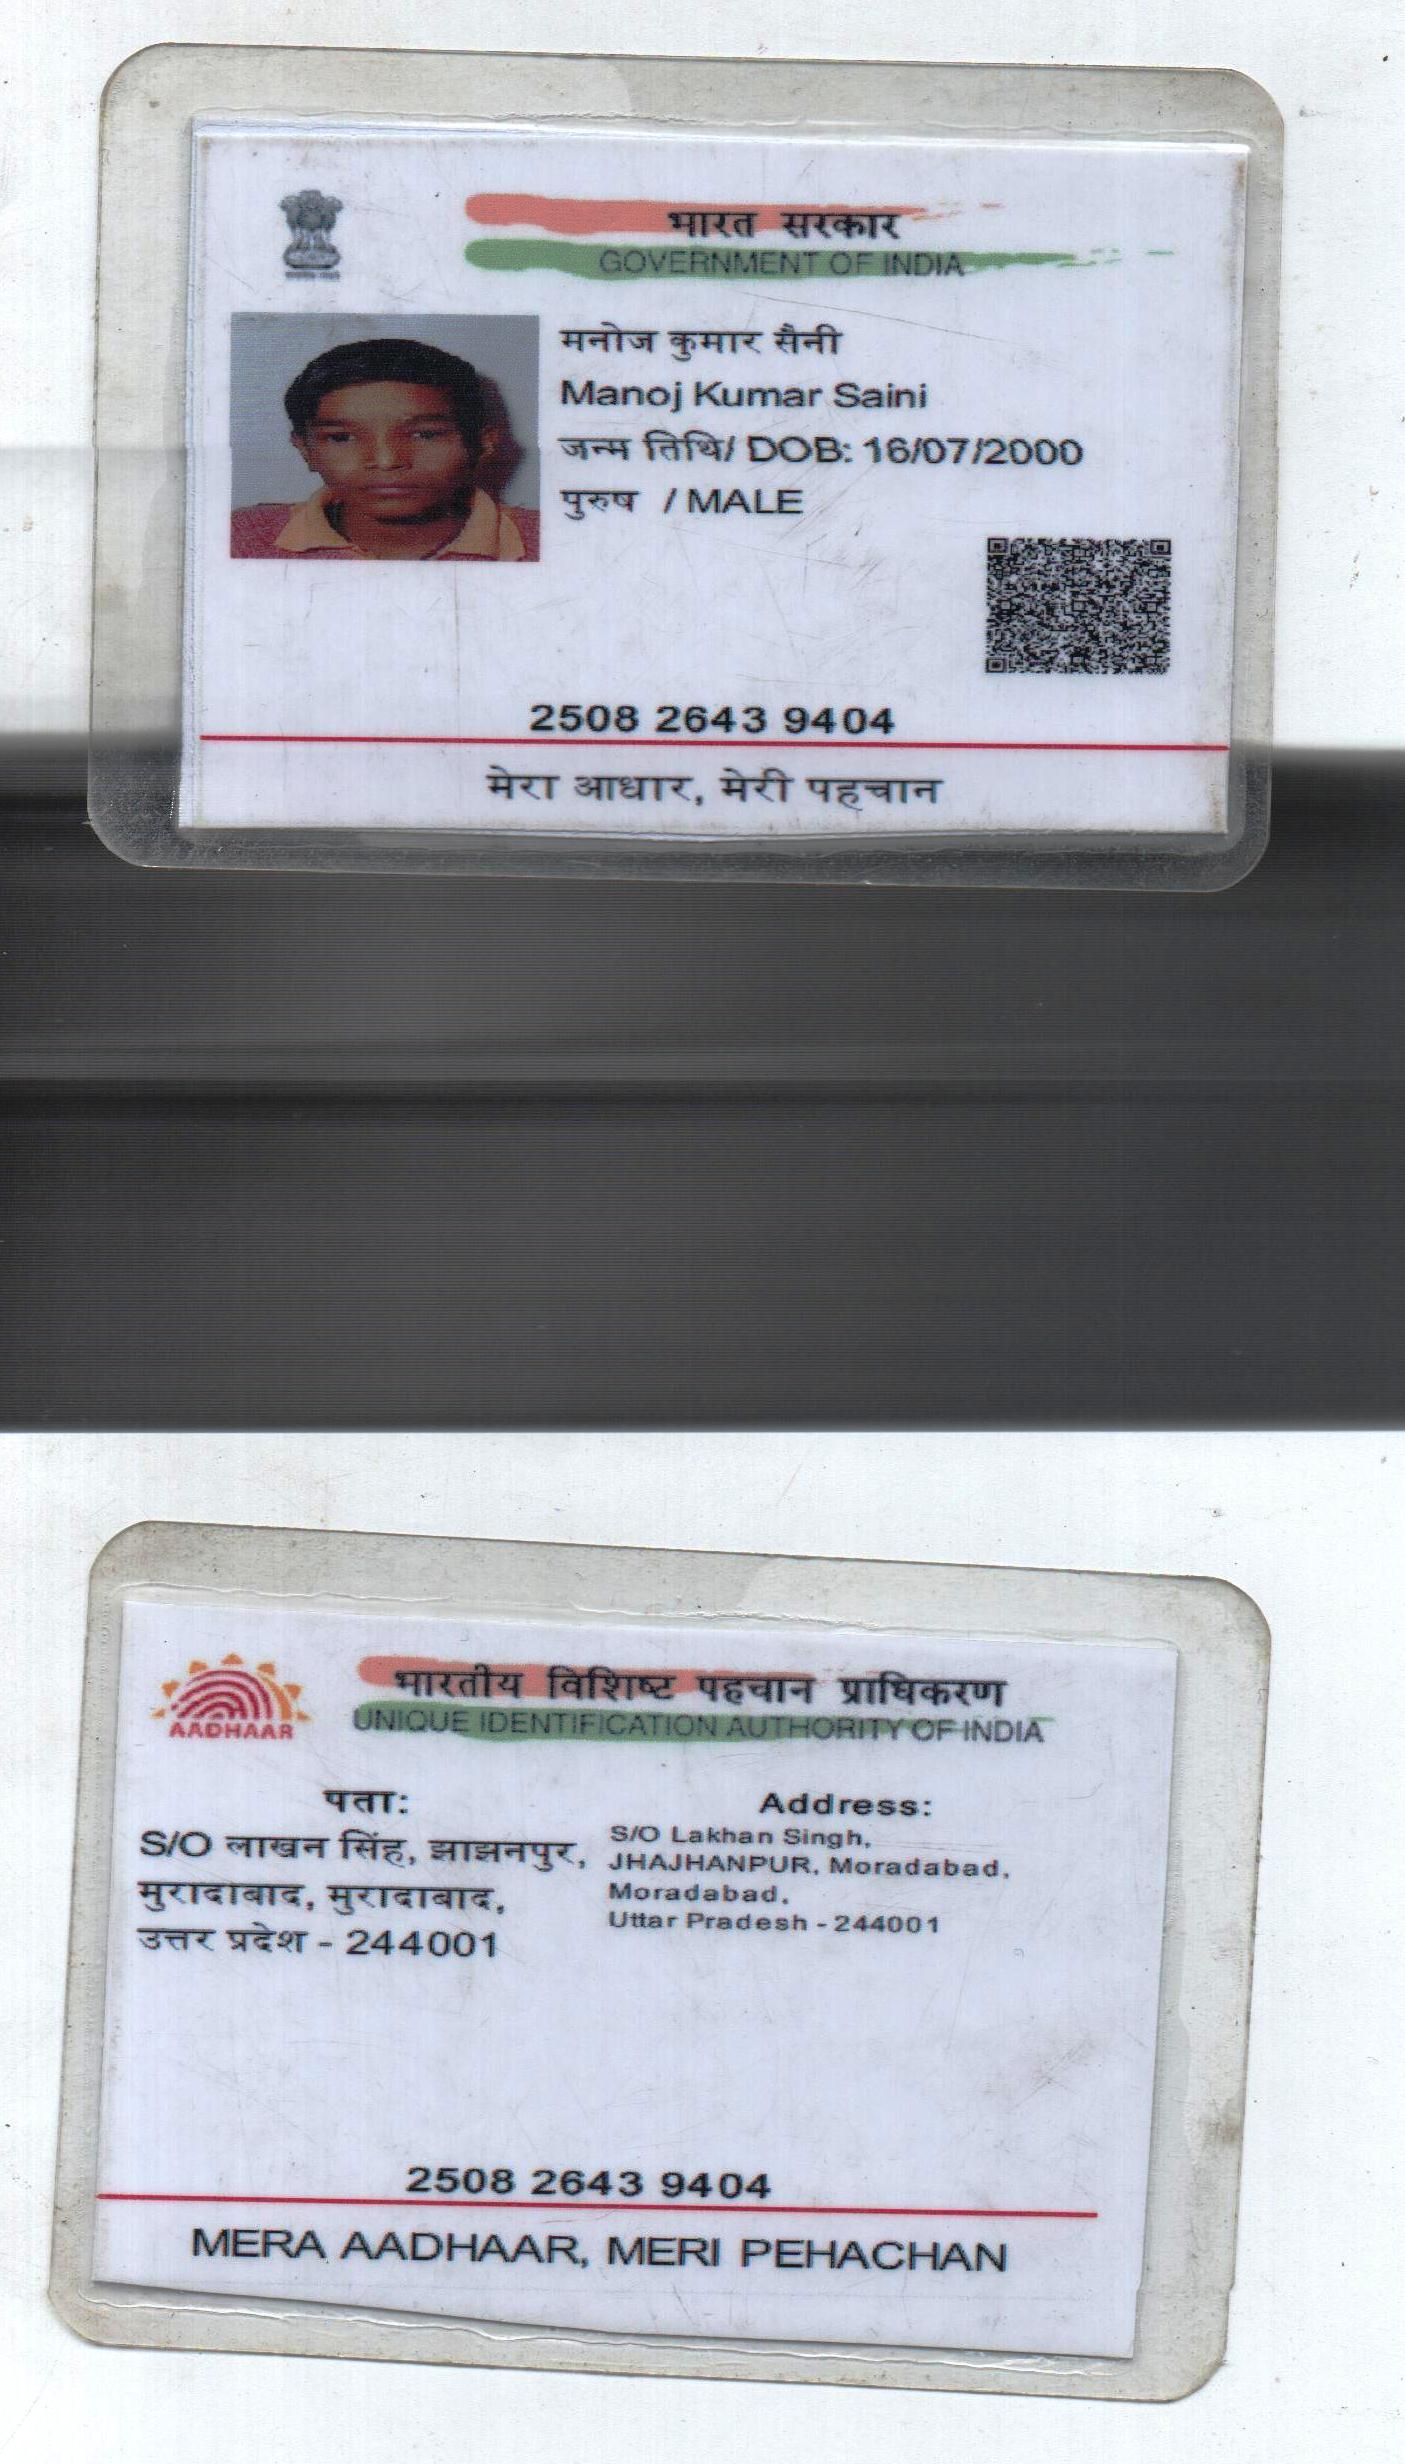 भारत सरकार
GOVERNMENT OF INDIA
मनोज कुमार सैनी
Manoj Kumar Saini
जन्म तिथि/ DOB: 16/07/2000
पुरुष / MALE
2508 2643 9404
मेरा आधार, मेरी पहचान
भारतीय विशिष्ट पहचान प्राधिकरण
AADHAAR
UNIQUE IDENTIFICATION AUTHORITY OF INDIA
पता:
S/O लाखन सिंह, झाझनपुर,
मुरादाबाद, मुरादाबाद,
उत्तर प्रदेश - 244001
Address:
S/O Lakhan Singh,
JHAJHANPUR, Moradabad,
Moradabad,
Uttar Pradesh - 244001
2508 2643 9404
MERA AADHAAR, MERI PEHACHAN